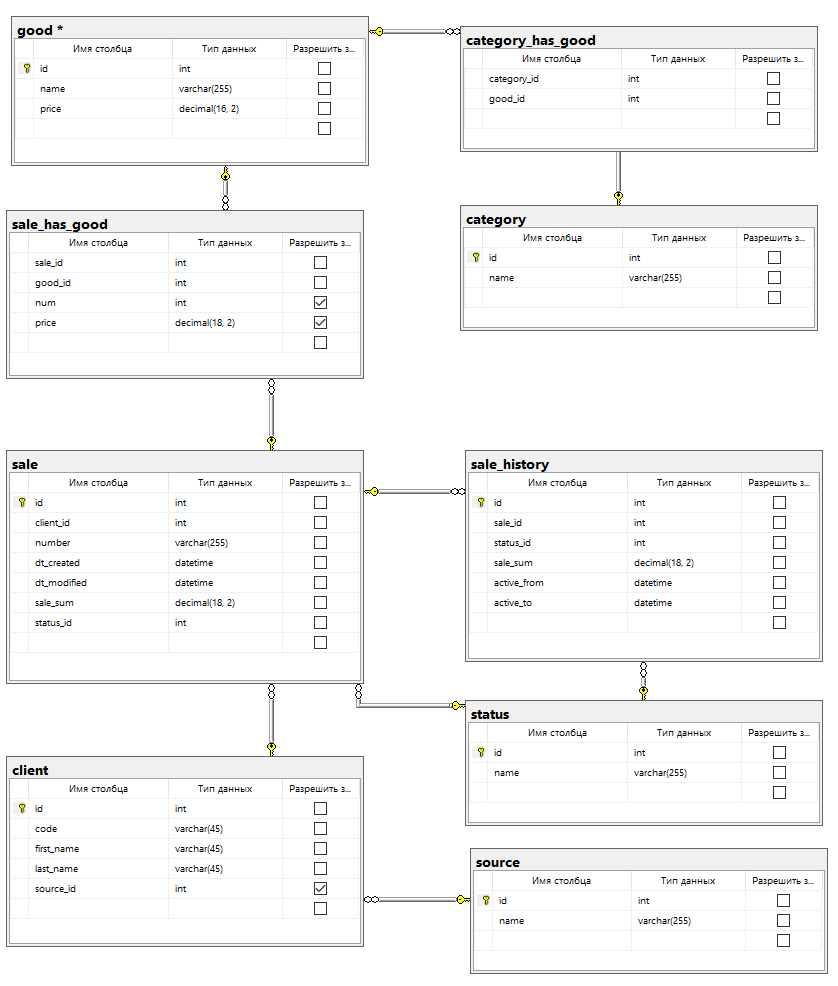 good *
Имя столбца Тип данных Разрешить з...
id int
name varchar(255)
price decimal(16, 2)
category_has_good
Имя столбца Тип данных Разрешить з...
category_id int
good_id int
sale_has_good
Имя столбца Тип данных Разрешить з...
sale_id int
good_id int
num int
price decimal(18, 2)
category
Имя столбца Тип данных Разрешить з...
id int
name varchar(255)
sale
Имя столбца Тип данных Разрешить з...
id int
client_id int
number varchar(255)
dt_created datetime
dt_modified datetime
sale_sum decimal(18, 2)
status_id int
sale_history
Имя столбца Тип данных Разрешить з...
id int
sale_id int
status_id int
sale_sum decimal(18, 2)
active_from datetime
active_to datetime
status
Имя столбца Тип данных Разрешить з...
id int
name varchar(255)
client
Имя столбца Тип данных Разрешить з...
id int
code varchar(45)
first_name varchar(45)
last_name varchar(45)
source_id int
source
Имя столбца Тип данных Разрешить з...
id int
name varchar(255)